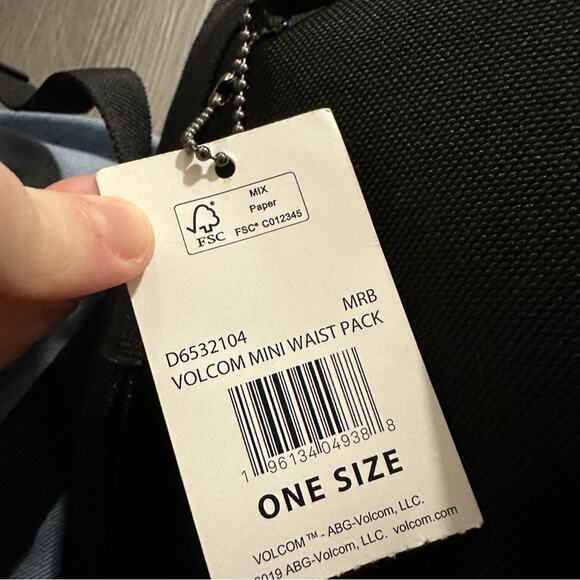 MIX
Paper
FSC® C012345
FSC
MRB
D6532104
VOLCOM MINI WAIST PACK
1 96134 04938 8
ONE SIZE
VOLCOM™ - ABG-Volcom, LLC.
2019 ABG-Volcom, LLC. volcom.com